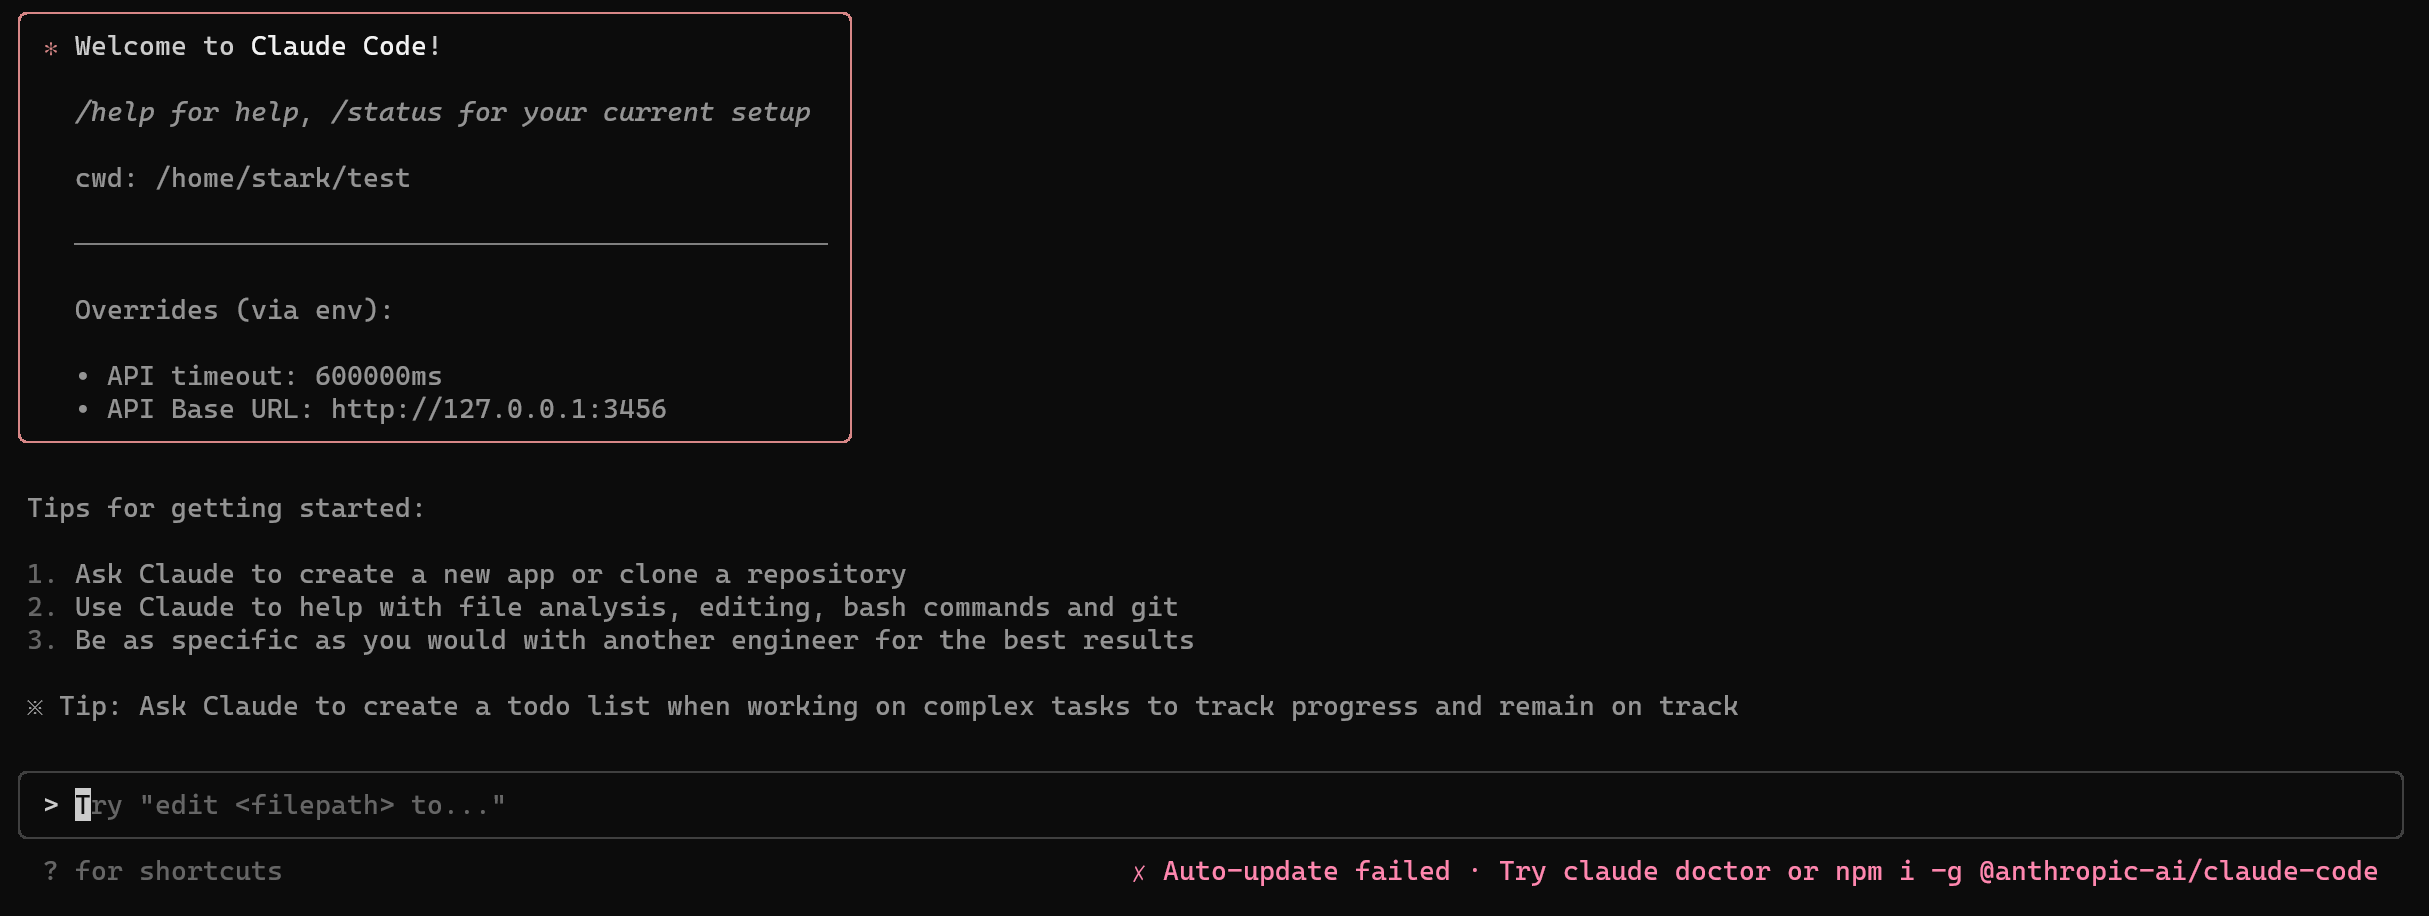 ✻ Welcome to Claude Code!
/help for help, /status for your current setup
cwd: /home/stark/test
Overrides (via env):
• API timeout: 600000ms
• API Base URL: http://127.0.0.1:3456
Tips for getting started:
1. Ask Claude to create a new app or clone a repository
2. Use Claude to help with file analysis, editing, bash commands and git
3. Be as specific as you would with another engineer for the best results
※ Tip: Ask Claude to create a todo list when working on complex tasks to track progress and remain on track
> Try "edit <filepath> to..."
? for shortcuts
✗ Auto-update failed · Try claude doctor or npm i -g @anthropic-ai/claude-code